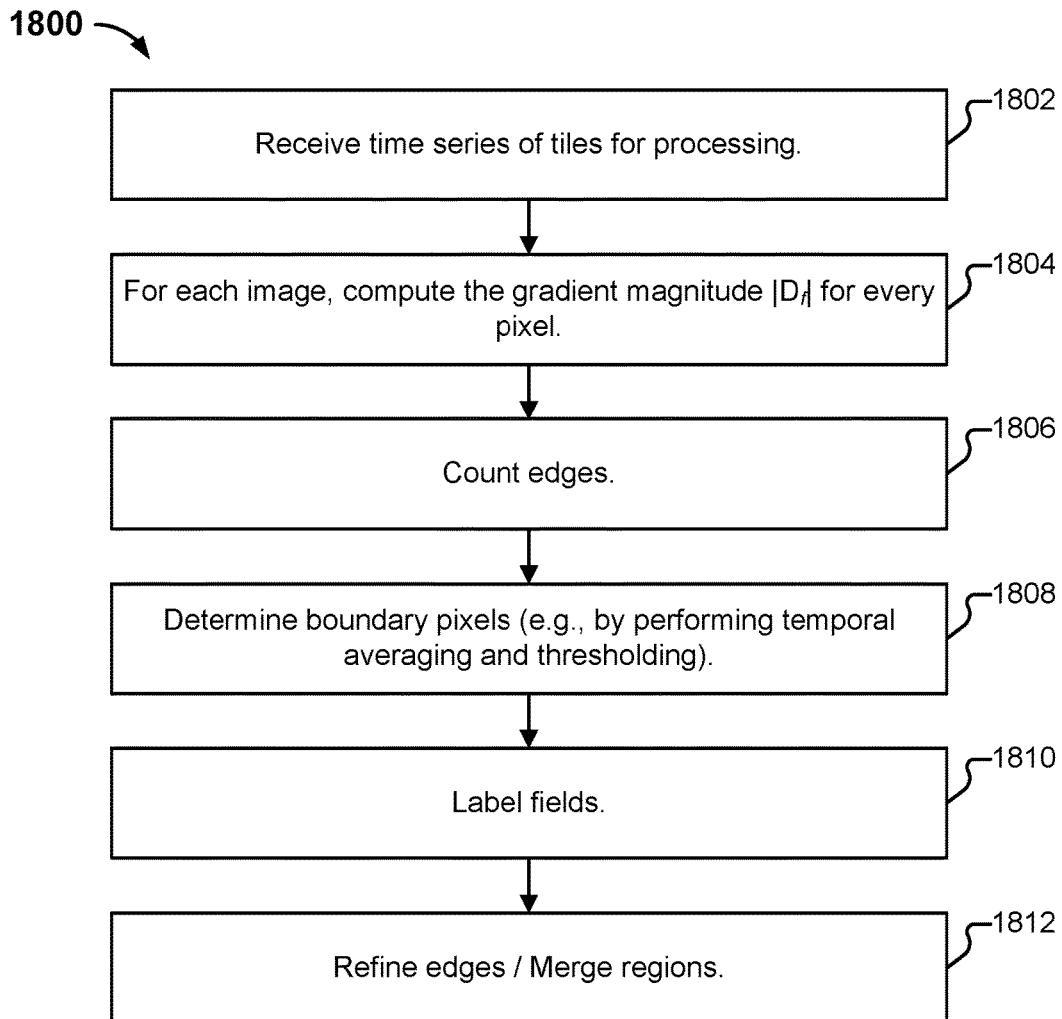 1800
1802
Receive time series of tiles for processing.
1804
For each image, compute the gradient magnitude |Df| for every
pixel.
1806
Count edges.
1808
Determine boundary pixels (e.g., by performing temporal
averaging and thresholding).
1810
Label fields.
1812
Refine edges / Merge regions.